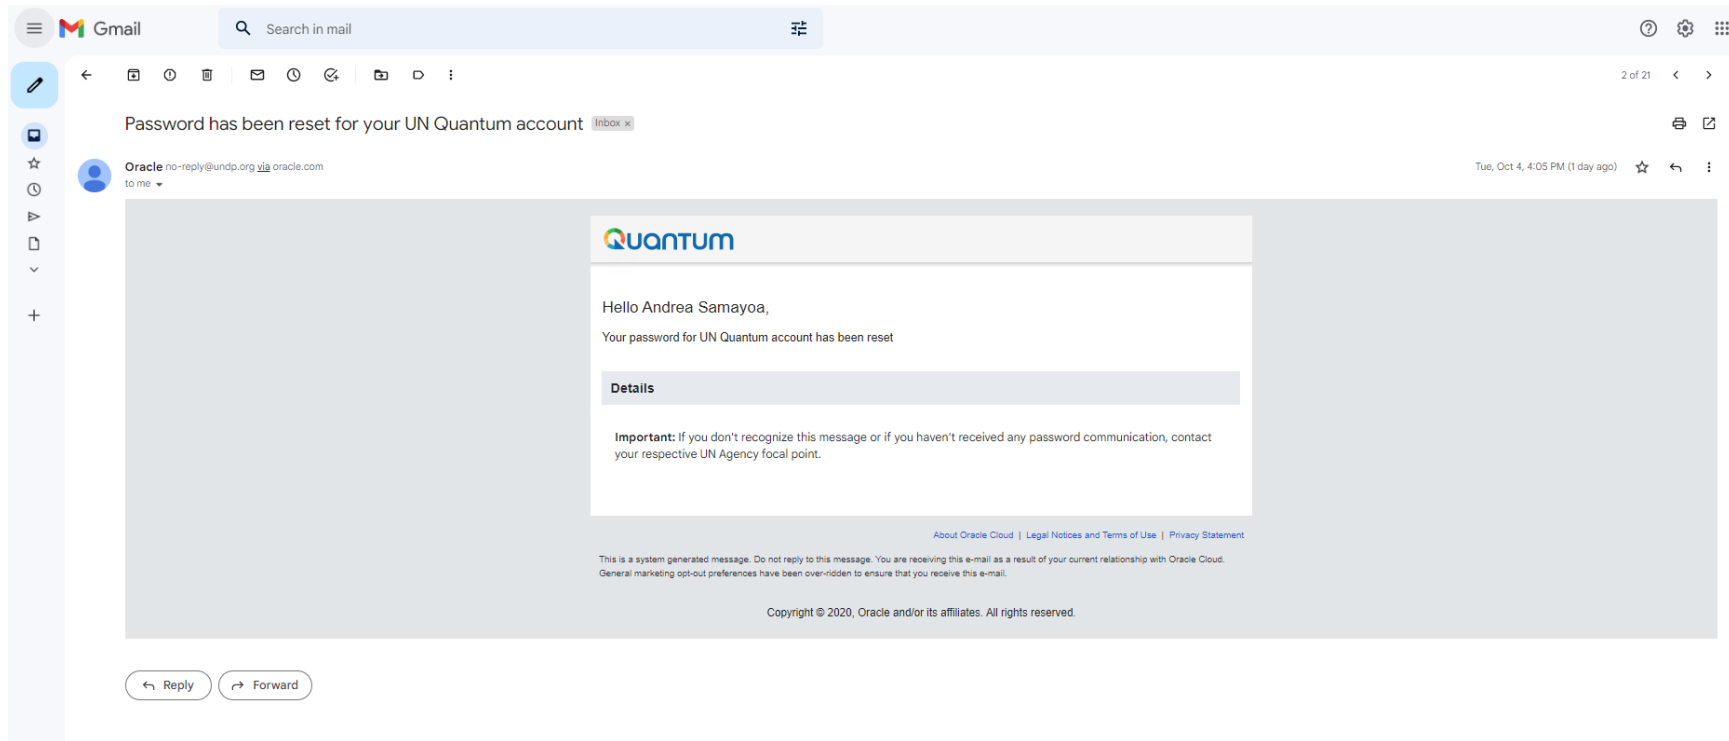 Gmail
Search in mail
2 of 21
Password has been reset for your UN Quantum account Inbox x
Oracle no-reply@undp.org via oracle.com
Tue, Oct 4, 4:05 PM (1 day ago)
to me
Quantum
Hello Andrea Samayoa,
Your password for UN Quantum account has been reset
Details
Important: If you don't recognize this message or if you haven't received any password communication, contact
your respective UN Agency focal point.
About Oracle Cloud | Legal Notices and Terms of Use | Privacy Statement
This is a system generated message. Do not reply to this message. You are receiving this e-mail as a result of your current relationship with Oracle Cloud.
General marketing opt-out preferences have been over-ridden to ensure that you receive this e-mail.
Copyright © 2020, Oracle and/or its affiliates. All rights reserved.
Reply
Forward